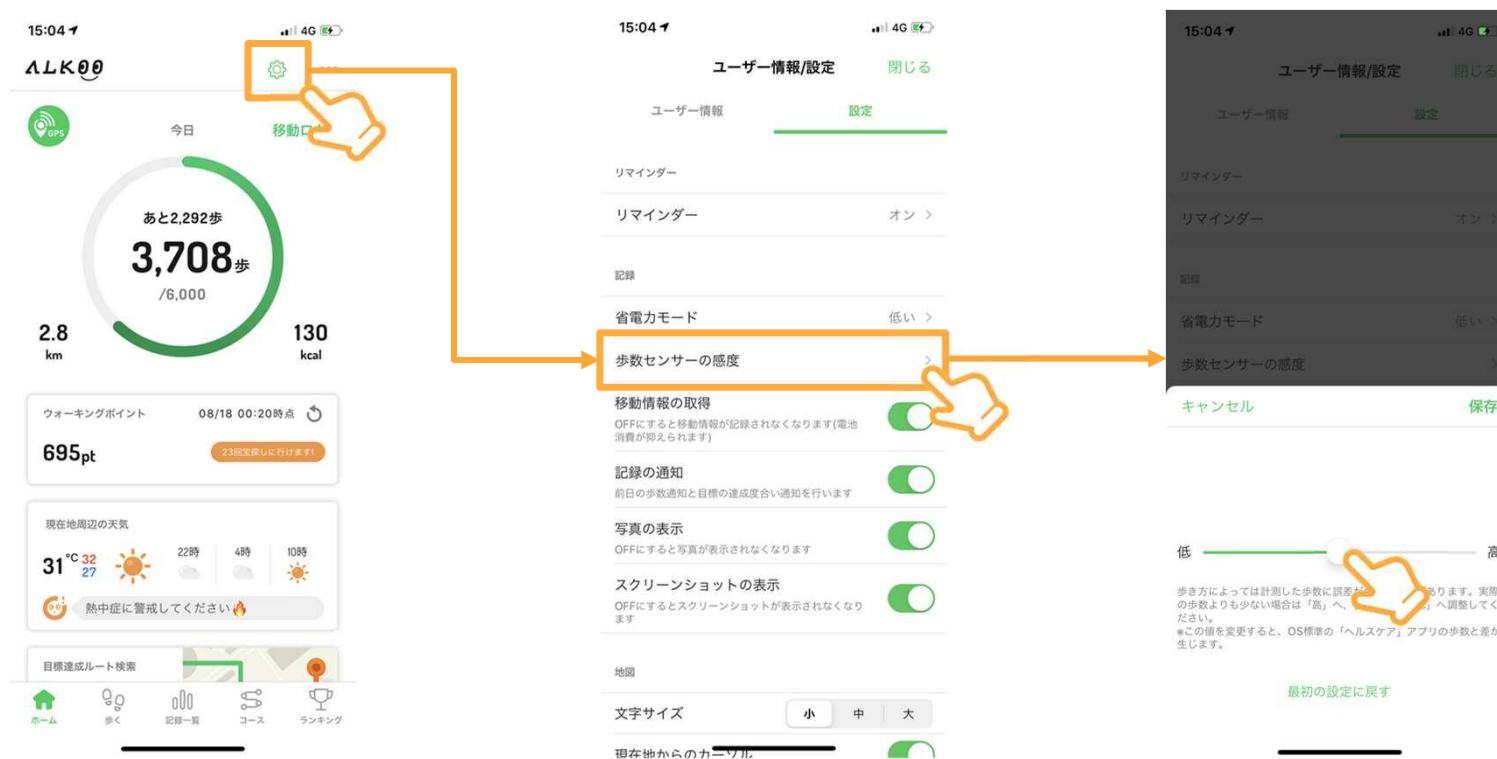 15:04
4G
ALKOO
GPS
今日
移動ロ
あと2,292歩
3,708歩
/6,000
2.8
km
130
kcal
ウォーキングポイント
08/18 00:20時点
695pt
23回宝探しに行けます!
現在地周辺の天気
31°C
32
27
22時
4時
10時
熱中症に警戒してください
目標達成ルート検索
ホーム
歩く
記録一覧
コース
ランキング
15:04
4G
ユーザー情報/設定
閉じる
ユーザー情報
設定
リマインダー
リマインダー
オン
記録
省電力モード
低い
歩数センサーの感度
移動情報の取得
OFFにすると移動情報が記録されなくなります(電池
消費が抑えられます)
記録の通知
前日の歩数通知と目標の達成度合い通知を行います
写真の表示
OFFにすると写真が表示されなくなります
スクリーンショットの表示
OFFにするとスクリーンショットが表示されなくなり
ます
地図
文字サイズ
小
中
大
現在地からのカーソル
15:04
4G
ユーザー情報/設定
閉じる
ユーザー情報
設定
リマインダー
リマインダー
オン
記録
省電力モード
低い
歩数センサーの感度
キャンセル
保存
低
高
歩き方によっては計測した歩数に誤差 あります。実際
の歩数よりも少ない場合は「高」へ、 」へ調整してく
ださい。
※この値を変更すると、OS標準の「ヘルスケア」アプリの歩数と差が
生じます。
最初の設定に戻す